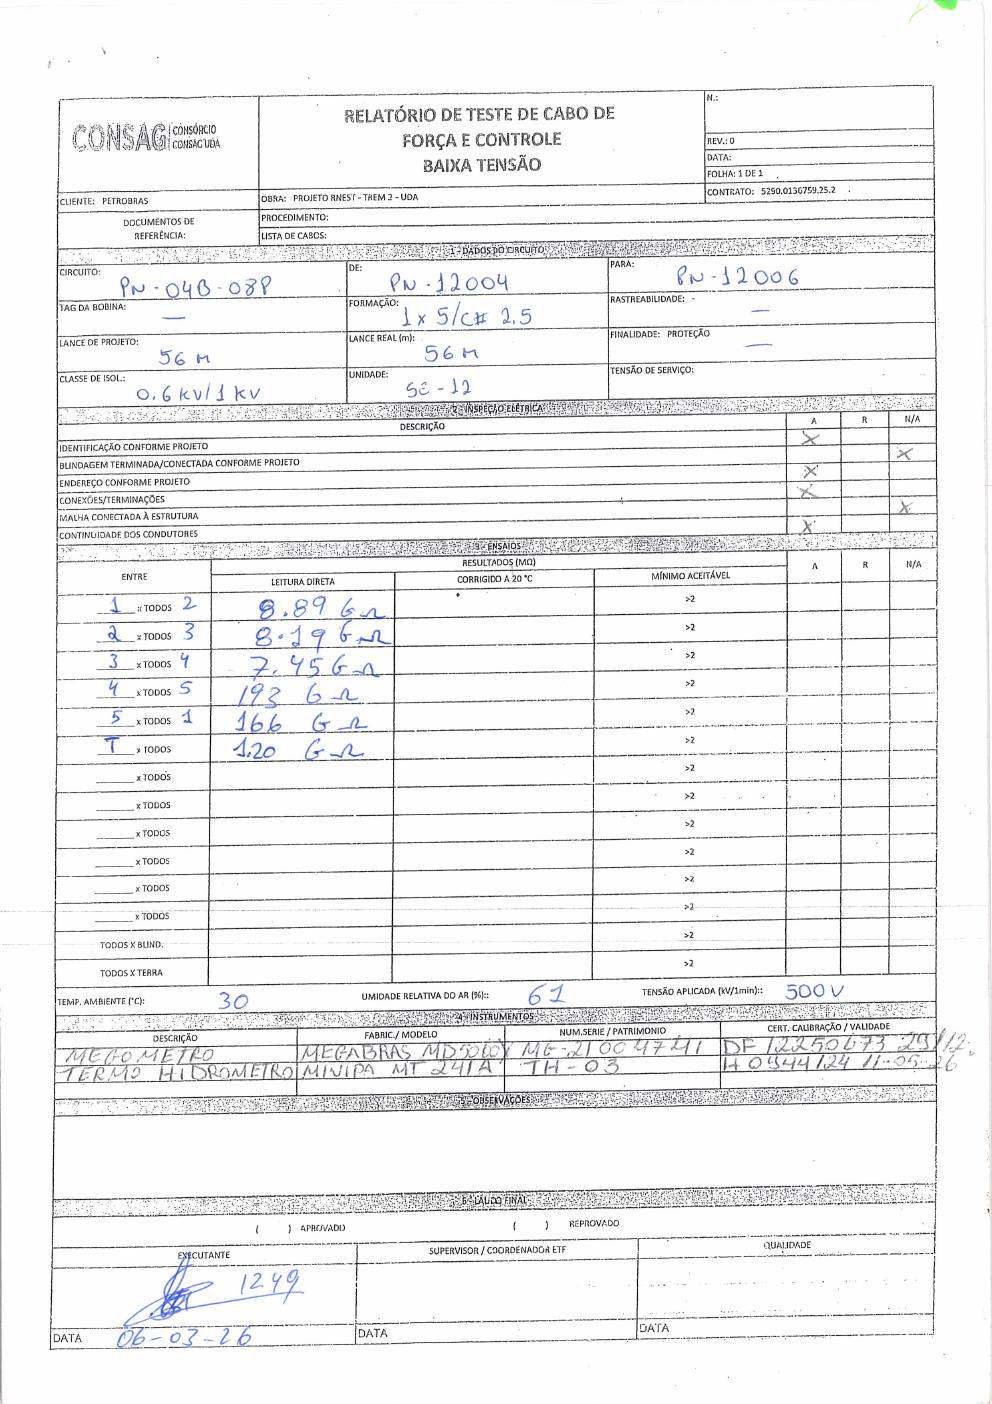 CONSAG CONSÓRCIO CONSAG UDA
RELATÓRIO DE TESTE DE CABO DE
FORÇA E CONTROLE
BAIXA TENSÃO
N.:
REV.: 0
DATA:
FOLHA: 1 DE 1
CONTRATO: 5290.0130759.25.2
CLIENTE: PETROBRAS
OBRA: PROJETO RNEST - TREM 2 - UDA
DOCUMENTOS DE REFERÊNCIA:
PROCEDIMENTO:
LISTA DE CABOS:
1 - DADOS DO CIRCUITO
CIRCUITO: PN-04B-08P
DE: PN-12004
PARA: PN-12006
TAG DA BOBINA: —
FORMAÇÃO: 1 x 5/C# 2.5
RASTREABILIDADE: - —
LANCE DE PROJETO: 56 M
LANCE REAL (m): 56 M
FINALIDADE: PROTEÇÃO —
CLASSE DE ISOL.: 0.6 KV/1 KV
UNIDADE: SE-12
TENSÃO DE SERVIÇO:
2 - INSPEÇÃO ELÉTRICA
DESCRIÇÃO A R N/A
IDENTIFICAÇÃO CONFORME PROJETO X
BLINDAGEM TERMINADA/CONECTADA CONFORME PROJETO X
ENDEREÇO CONFORME PROJETO X
CONEXÕES/TERMINAÇÕES X
MALHA CONECTADA À ESTRUTURA X
CONTINUIDADE DOS CONDUTORES X
3 - ENSAIOS
ENTRE RESULTADOS (MΩ) A R N/A
LEITURA DIRETA CORRIGIDO A 20 °C MÍNIMO ACEITÁVEL
1 x TODOS 2 8.89 GΩ >2
2 x TODOS 3 8.19 GΩ >2
3 x TODOS 4 7.45 GΩ >2
4 x TODOS 5 193 GΩ >2
5 x TODOS 1 166 GΩ >2
T x TODOS 1.20 GΩ >2
x TODOS >2
x TODOS >2
x TODOS >2
x TODOS >2
x TODOS >2
x TODOS >2
TODOS X BLIND. >2
TODOS X TERRA >2
TEMP. AMBIENTE (°C): 30 UMIDADE RELATIVA DO AR (%):: 61 TENSÃO APLICADA (kV/1min):: 500 V
4 - INSTRUMENTOS
DESCRIÇÃO FABRIC./ MODELO NUM.SERIE / PATRIMONIO CERT. CALIBRAÇÃO / VALIDADE
MEGOMETRO MEGABRAS MG-21004741 DF 12250673 29/12
TERMO HIDROMETRO MINIPA MT 241A TH-03 H0944124 11-05-26
5 - OBSERVAÇÕES
6 - LAUDO FINAL
( ) APROVADO ( ) REPROVADO
EXECUTANTE SUPERVISOR / COORDENADOR ETF QUALIDADE
1249
DATA 06-03-26 DATA DATA